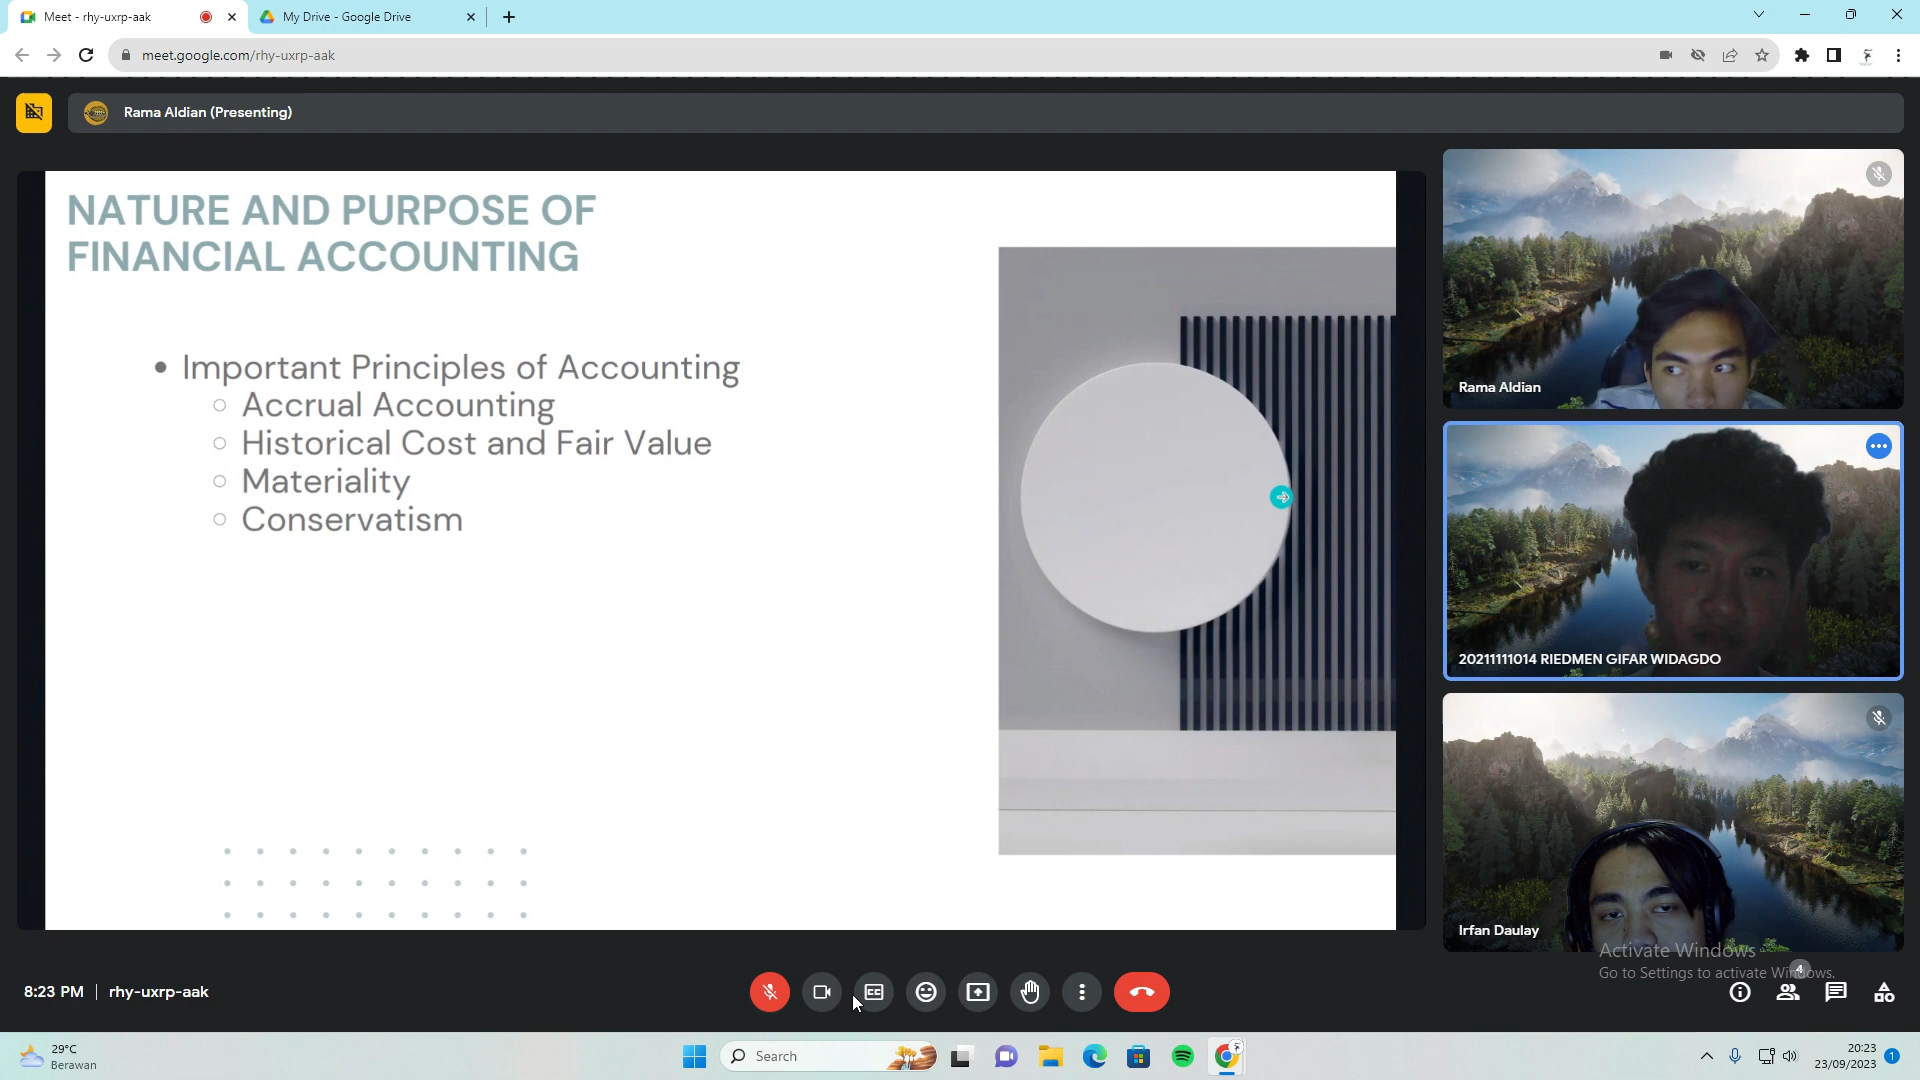 Meet - rhy-uxrp-aak
My Drive - Google Drive
meet.google.com/rhy-uxrp-aak
Rama Aldian (Presenting)
NATURE AND PURPOSE OF
FINANCIAL ACCOUNTING
Important Principles of Accounting
Accrual Accounting
Historical Cost and Fair Value
Materiality
Conservatism
Rama Aldian
20211111014 RIEDMEN GIFAR WIDAGDO
Irfan Daulay
Activate Windows
Go to Settings to activate Windows.
4
8:23 PM | rhy-uxrp-aak
CC
29°C
Berawan
Search
20:23
23/09/2023
1